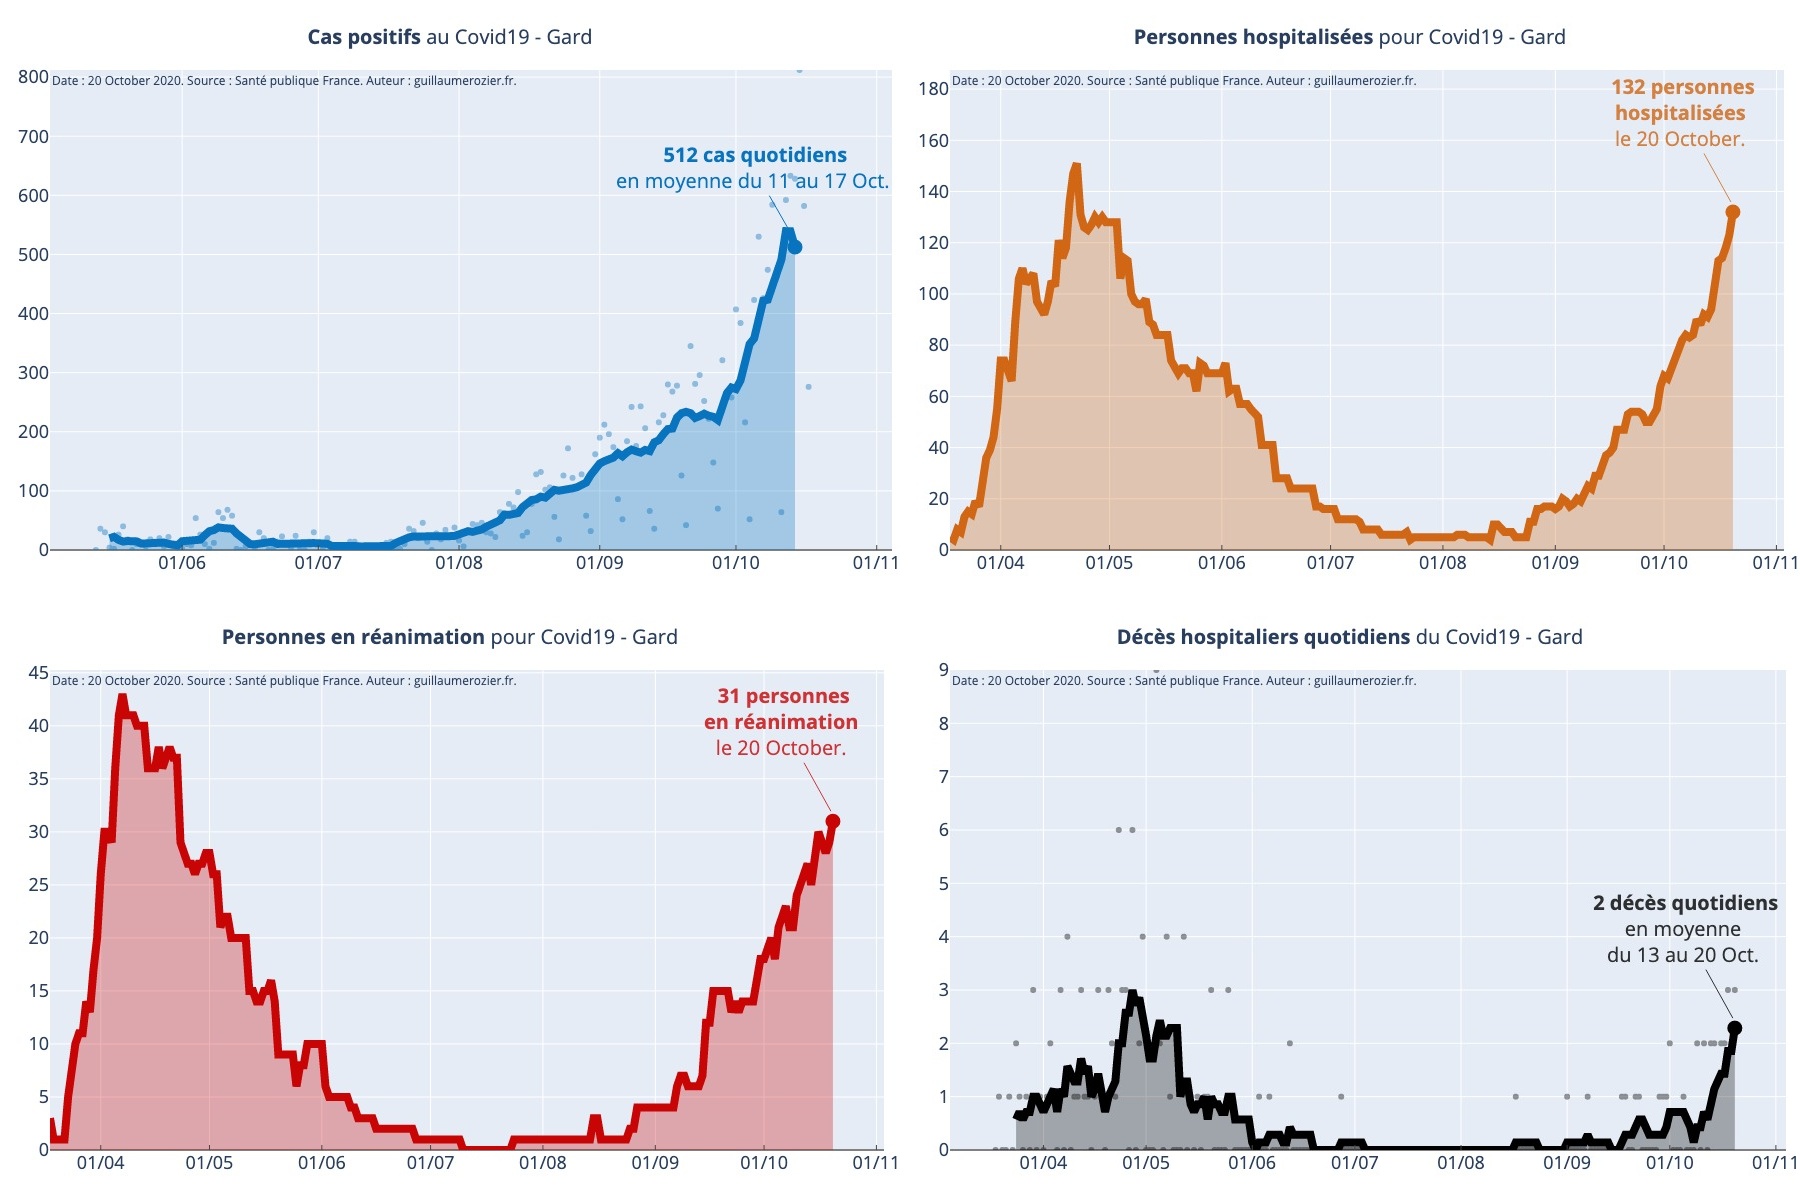 Cas positifs au Covid19 - Gard
Date : 20 October 2020. Source : Santé publique France. Auteur : guillaumerozier.fr.
800
700
600
500
400
300
200
100
0
512 cas quotidiens
en moyenne du 11 au 17 Oct.
01/06 01/07 01/08 01/09 01/10 01/11
Personnes hospitalisées pour Covid19 - Gard
Date : 20 October 2020. Source : Santé publique France. Auteur : guillaumerozier.fr.
180
160
140
120
100
80
60
40
20
0
132 personnes
hospitalisées
le 20 October.
01/04 01/05 01/06 01/07 01/08 01/09 01/10 01/11
Personnes en réanimation pour Covid19 - Gard
Date : 20 October 2020. Source : Santé publique France. Auteur : guillaumerozier.fr.
45
40
35
30
25
20
15
10
5
0
31 personnes
en réanimation
le 20 October.
01/04 01/05 01/06 01/07 01/08 01/09 01/10 01/11
Décès hospitaliers quotidiens du Covid19 - Gard
Date : 20 October 2020. Source : Santé publique France. Auteur : guillaumerozier.fr.
9
8
7
6
5
4
3
2
1
0
2 décès quotidiens
en moyenne
du 13 au 20 Oct.
01/04 01/05 01/06 01/07 01/08 01/09 01/10 01/11